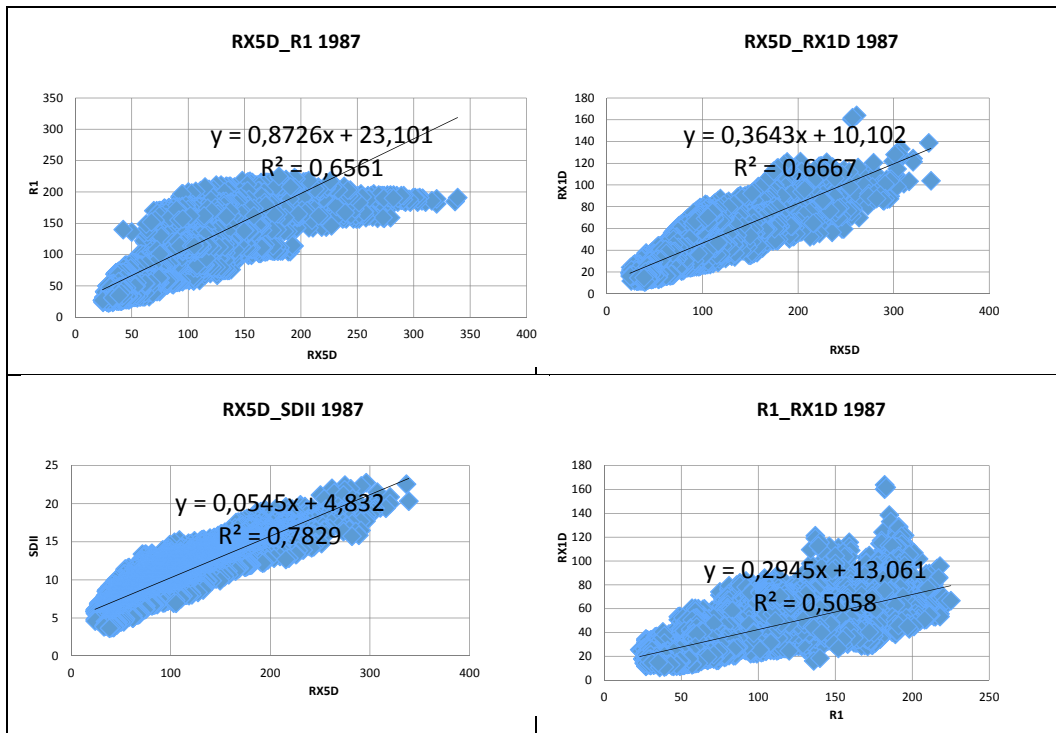 RX5D_R1 1987
350
300
250
200
150
100
50
0
R1
y = 0,8726x + 23,101
R² = 0,6561
0 50 100 150 200 250 300 350 400
RX5D
RX5D_RX1D 1987
180
160
140
120
100
80
60
40
20
0
RX1D
y = 0,3643x + 10,102
R² = 0,6667
0 100 200 300 400
RX5D
RX5D_SDII 1987
25
20
15
10
5
0
SDII
y = 0,0545x + 4,832
R² = 0,7829
0 100 200 300 400
RX5D
R1_RX1D 1987
180
160
140
120
100
80
60
40
20
0
RX1D
y = 0,2945x + 13,061
R² = 0,5058
0 50 100 150 200 250
R1